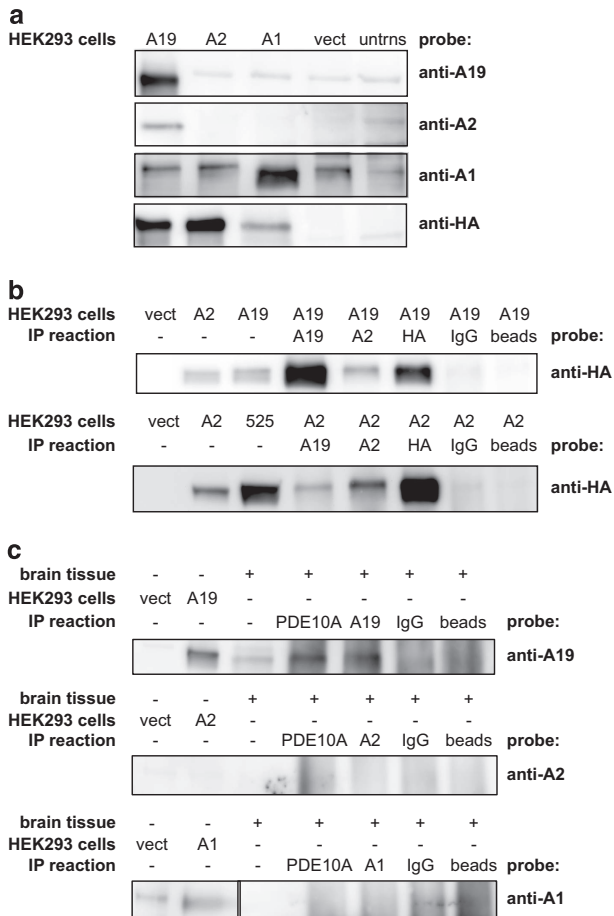 a
HEK293 cells A19 A2 A1 vect untrns probe:
anti-A19
anti-A2
anti-A1
anti-HA
b
HEK293 cells vect A2 A19 A19 A19 A19 A19 A19
IP reaction - - - A19 A2 HA IgG beads probe:
anti-HA
HEK293 cells vect A2 525 A2 A2 A2 A2 A2
IP reaction - - - A19 A2 HA IgG beads probe:
anti-HA
c
brain tissue - - + + + + +
HEK293 cells vect A19 - - - - -
IP reaction - - - PDE10A A19 IgG beads probe:
anti-A19
brain tissue - - + + + + +
HEK293 cells vect A2 - - - - -
IP reaction - - - PDE10A A2 IgG beads probe:
anti-A2
brain tissue - - + + + + +
HEK293 cells vect A1 - - - - -
IP reaction - - - PDE10A A1 IgG beads probe:
anti-A1